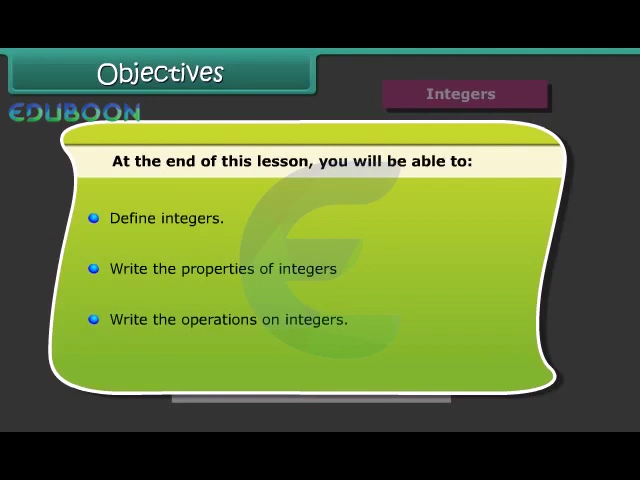 Objectives
Integers
EDUBOON
At the end of this lesson, you will be able to:
Define integers.
Write the properties of integers
Write the operations on integers.